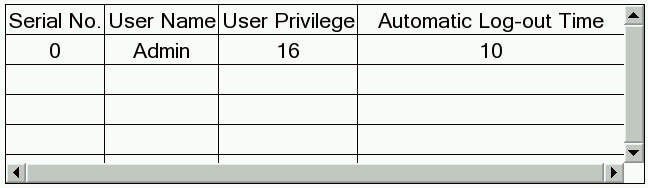 Serial No. User Name User Privilege Automatic Log-out Time
0 Admin 16 10